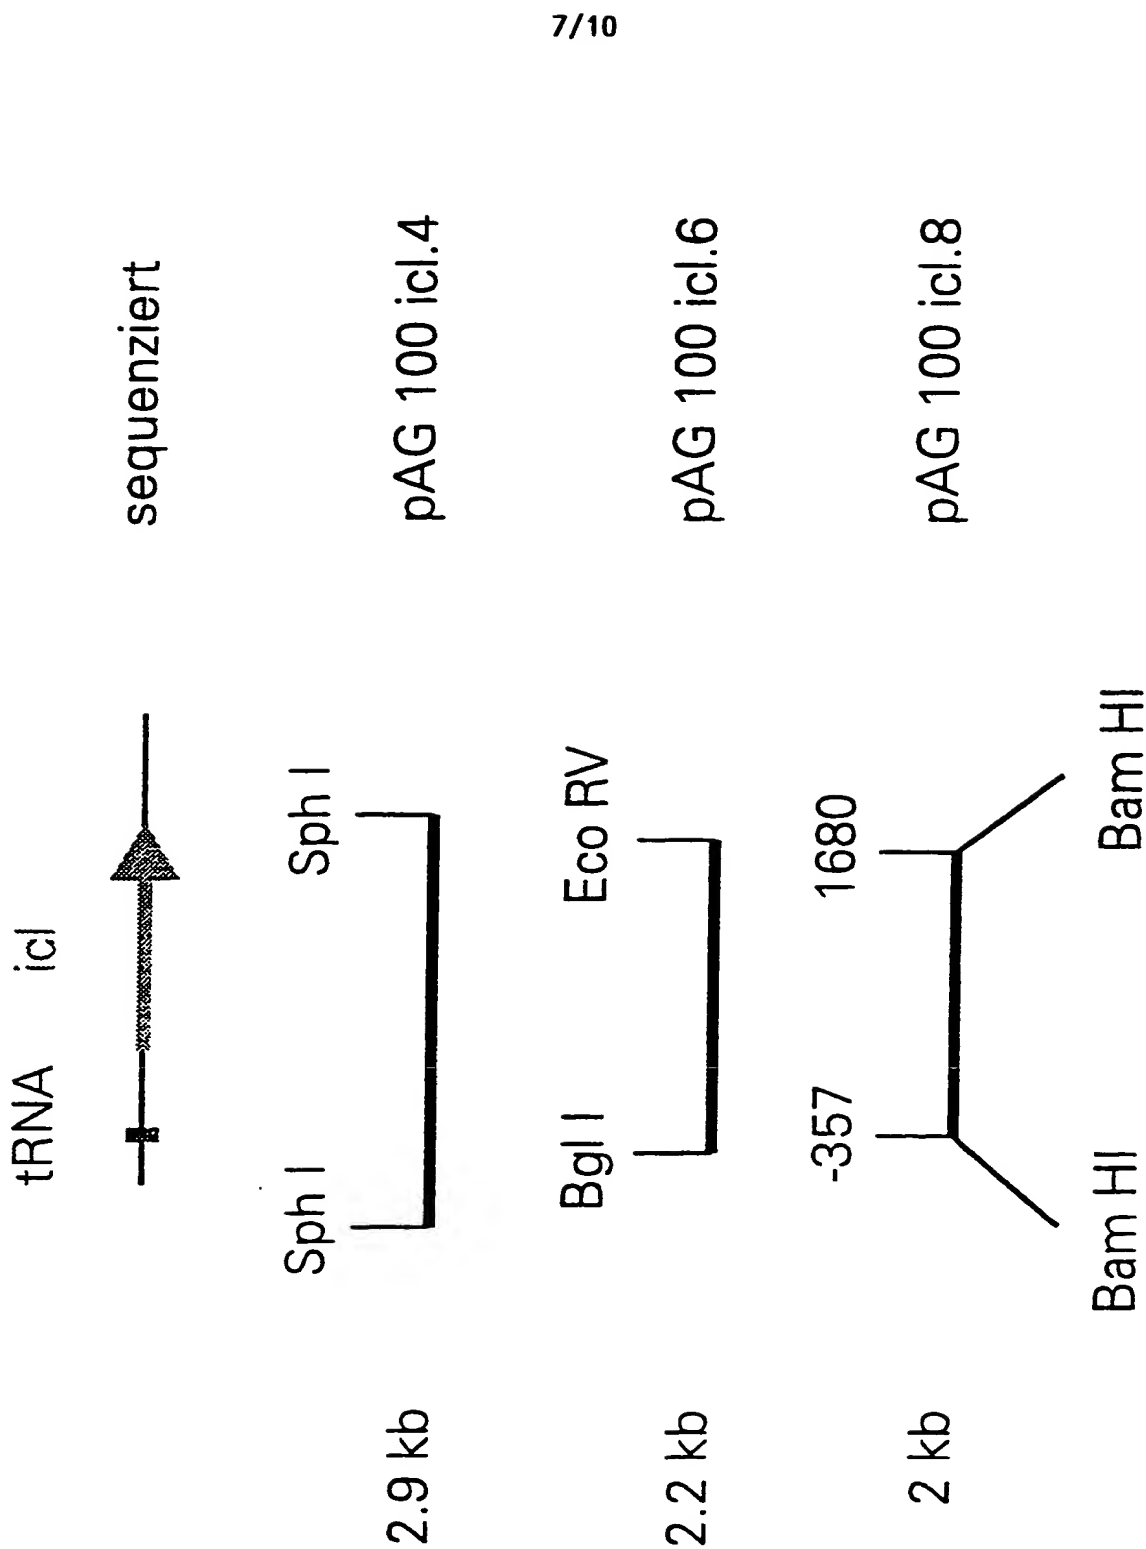 7/10
tRNA icl
sequenziert
Sph I Sph I
2.9 kb pAG 100 icl.4
Bgl I Eco RV
2.2 kb pAG 100 icl.6
-357 1680
2 kb pAG 100 icl.8
Bam HI Bam HI